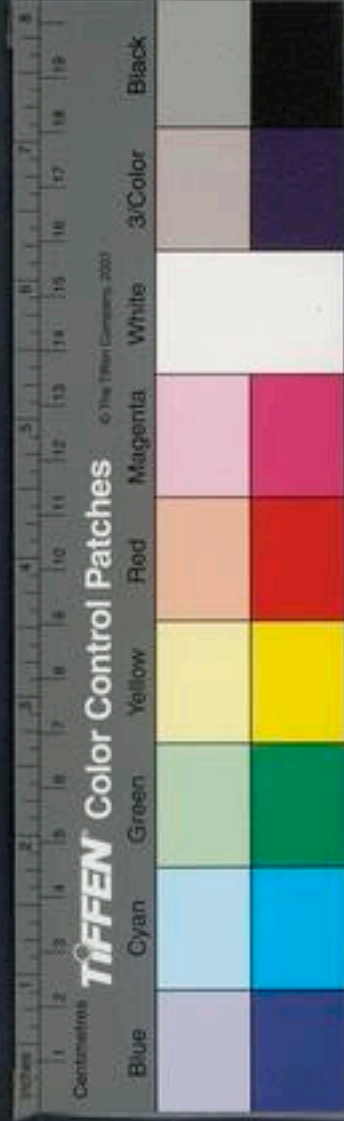 Inches 1 2 3 4 5 6 7 8
Centimetres 1 2 3 4 5 6 7 8 9 10 11 12 13 14 15 16 17 18 19
TIFFEN Color Control Patches © The Tiffen Company, 2007
Blue Cyan Green Yellow Red Magenta White 3/Color Black